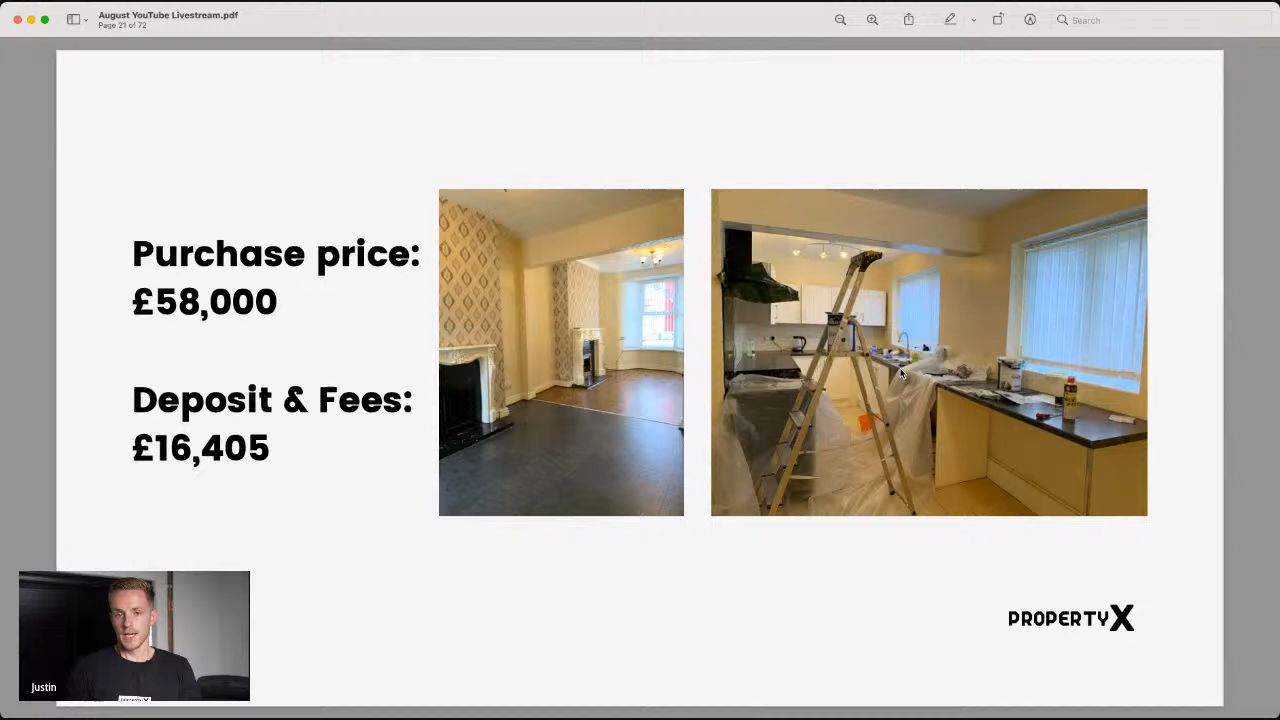 August YouTube Livestream.pdf
Page 21 of 72
Search
Purchase price:
£58,000
Deposit & Fees:
£16,405
PROPERTYX
Justin